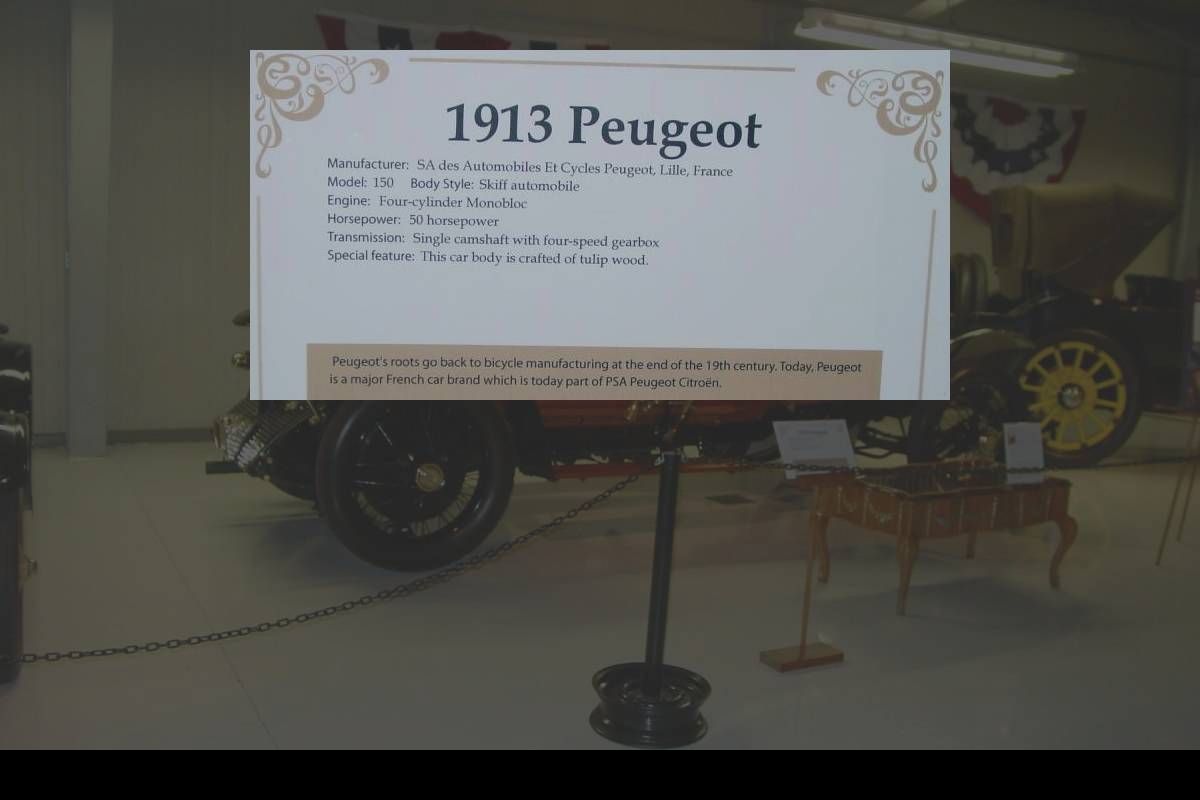 1913 Peugeot
Manufacturer: SA des Automobiles Et Cycles Peugeot, Lille, France
Model: 150 Body Style: Skiff automobile
Engine: Four-cylinder Monobloc
Horsepower: 50 horsepower
Transmission: Single camshaft with four-speed gearbox
Special feature: This car body is crafted of tulip wood.
Peugeot's roots go back to bicycle manufacturing at the end of the 19th century. Today, Peugeot
is a major French car brand which is today part of PSA Peugeot Citroën.